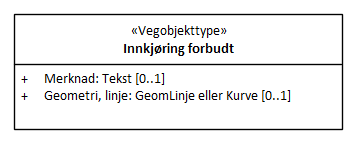 «Vegobjekttype»
Innkjøring forbudt
+ Merknad: Tekst [0..1]
+ Geometri, linje: GeomLinje eller Kurve [0..1]